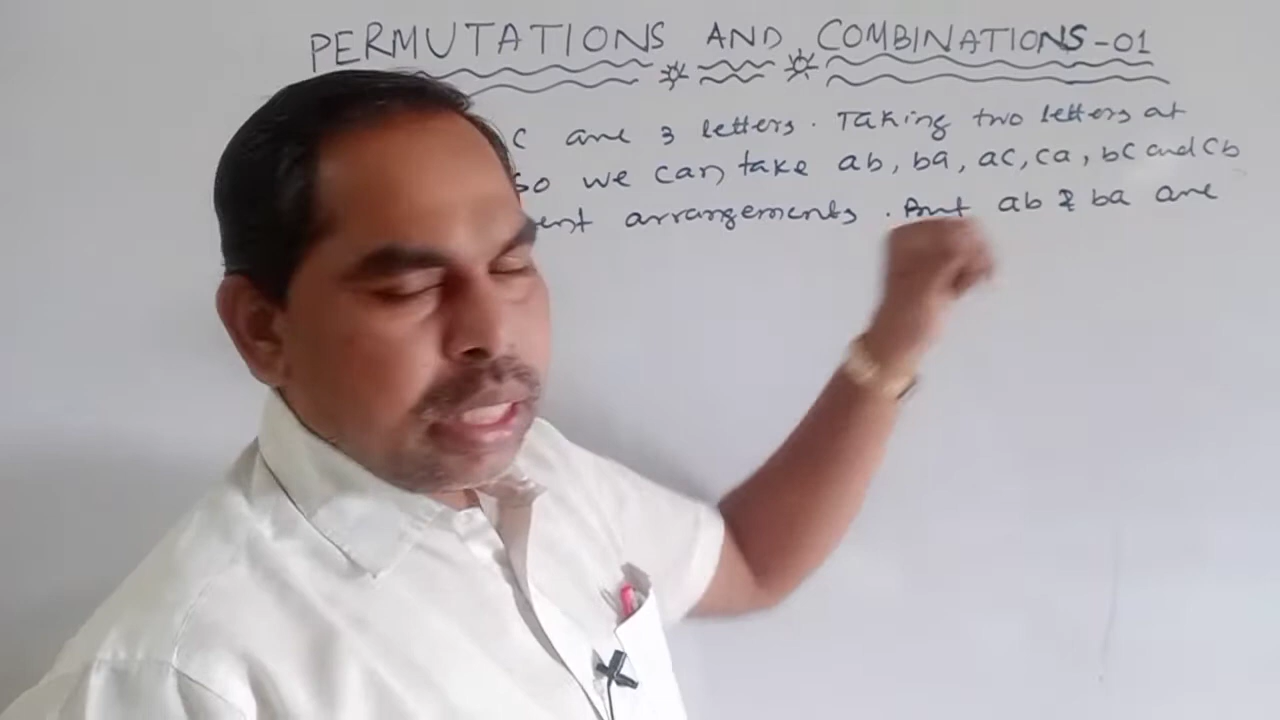 PERMUTATIONS AND COMBINATIONS-01
C are 3 letters. Taking two letters at
so we can take ab, ba, ac, ca, bc and cb
ent arrangements. But ab & ba are